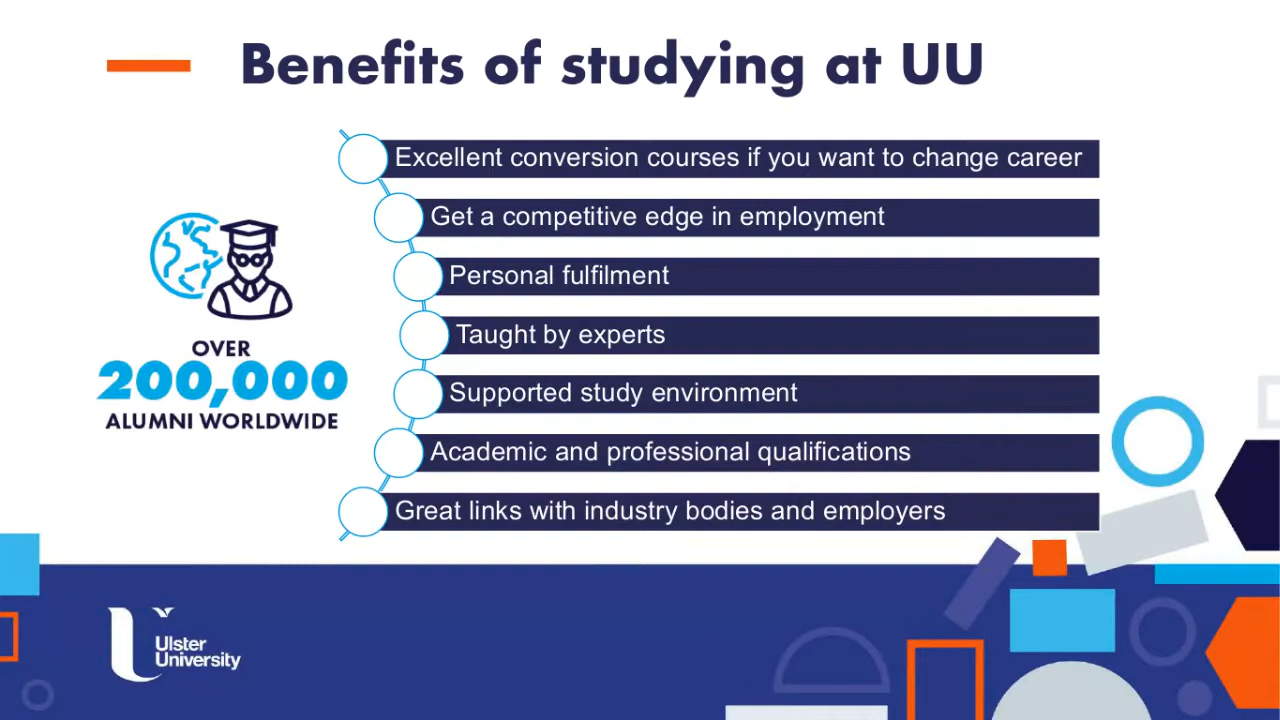 Benefits of studying at UU
Excellent conversion courses if you want to change career
Get a competitive edge in employment
Personal fulfilment
Taught by experts
Supported study environment
Academic and professional qualifications
Great links with industry bodies and employers
OVER
200,000
ALUMNI WORLDWIDE
Ulster
University